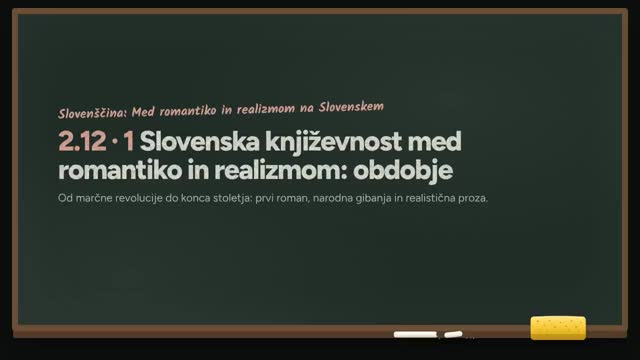 Slovenščina: Med romantiko in realizmom na Slovenskem
2.12 · 1 Slovenska književnost med
romantiko in realizmom: obdobje
Od marčne revolucije do konca stoletja: prvi roman, narodna gibanja in realistična proza.